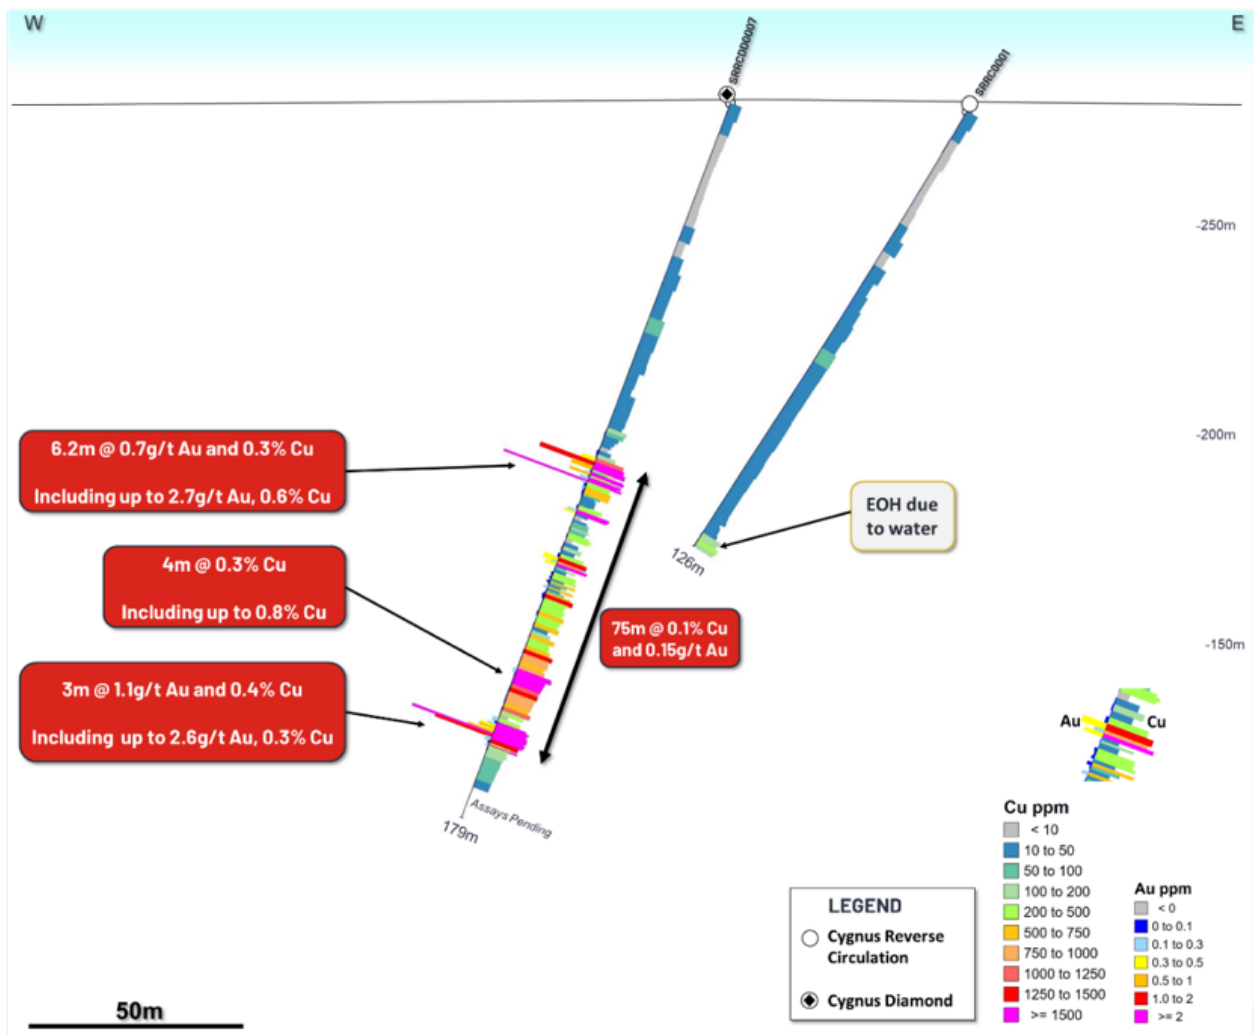 W
E
SRRCDD0007
SRRC0001
-250m
-200m
-150m
6.2m @ 0.7g/t Au and 0.3% Cu
Including up to 2.7g/t Au, 0.6% Cu
4m @ 0.3% Cu
Including up to 0.8% Cu
3m @ 1.1g/t Au and 0.4% Cu
Including up to 2.6g/t Au, 0.3% Cu
75m @ 0.1% Cu
and 0.15g/t Au
EOH due
to water
126m
Assays Pending
179m
Au
Cu
Cu ppm
< 10
10 to 50
50 to 100
100 to 200
200 to 500
500 to 750
750 to 1000
1000 to 1250
1250 to 1500
>= 1500
Au ppm
< 0
0 to 0.1
0.1 to 0.3
0.3 to 0.5
0.5 to 1
1.0 to 2
>= 2
LEGEND
Cygnus Reverse
Circulation
Cygnus Diamond
50m